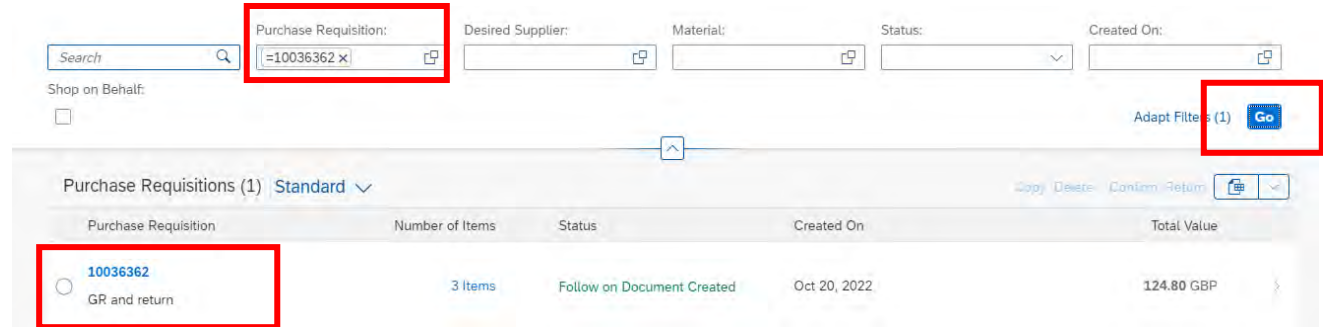 Purchase Requisition: Desired Supplier: Material: Status: Created On:
Search =10036362
Shop on Behalf:
Adapt Filters (1) Go
Purchase Requisitions (1) Standard
Copy Delete Confirm Return
Purchase Requisition Number of Items Status Created On Total Value
10036362
GR and return
3 Items Follow on Document Created Oct 20, 2022 124.80 GBP